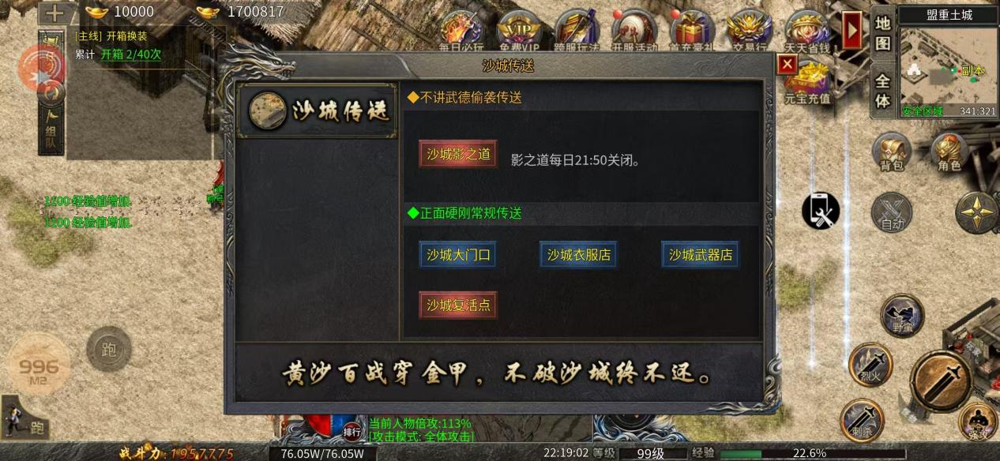 10000
1700817
[主线] 开箱换装
累计 开箱 2/40次
组队
1100 经验值增加.
1100 经验值增加.
每日必玩
免费VIP
跨服玩法
开服活动
首充豪礼
交易行
天天省钱
元宝充值
地图
全体
盟重土城
副本
安全区域
341:321
背包
角色
自动
沙城传送
沙城传送
◆不讲武德偷袭传送
沙城影之道
影之道每日21:50关闭。
◆正面硬刚常规传送
沙城大门口
沙城衣服店
沙城武器店
沙城复活点
黄沙百战穿金甲，不破沙城终不还。
996
M2
跑
跑
野蛮
烈火
刺杀
强攻
排行
当前人物倍攻:113%
[攻击模式: 全体攻击]
战斗力:1957775
76.05W/76.05W
22:19:02
等级
99级
经验
22.6%